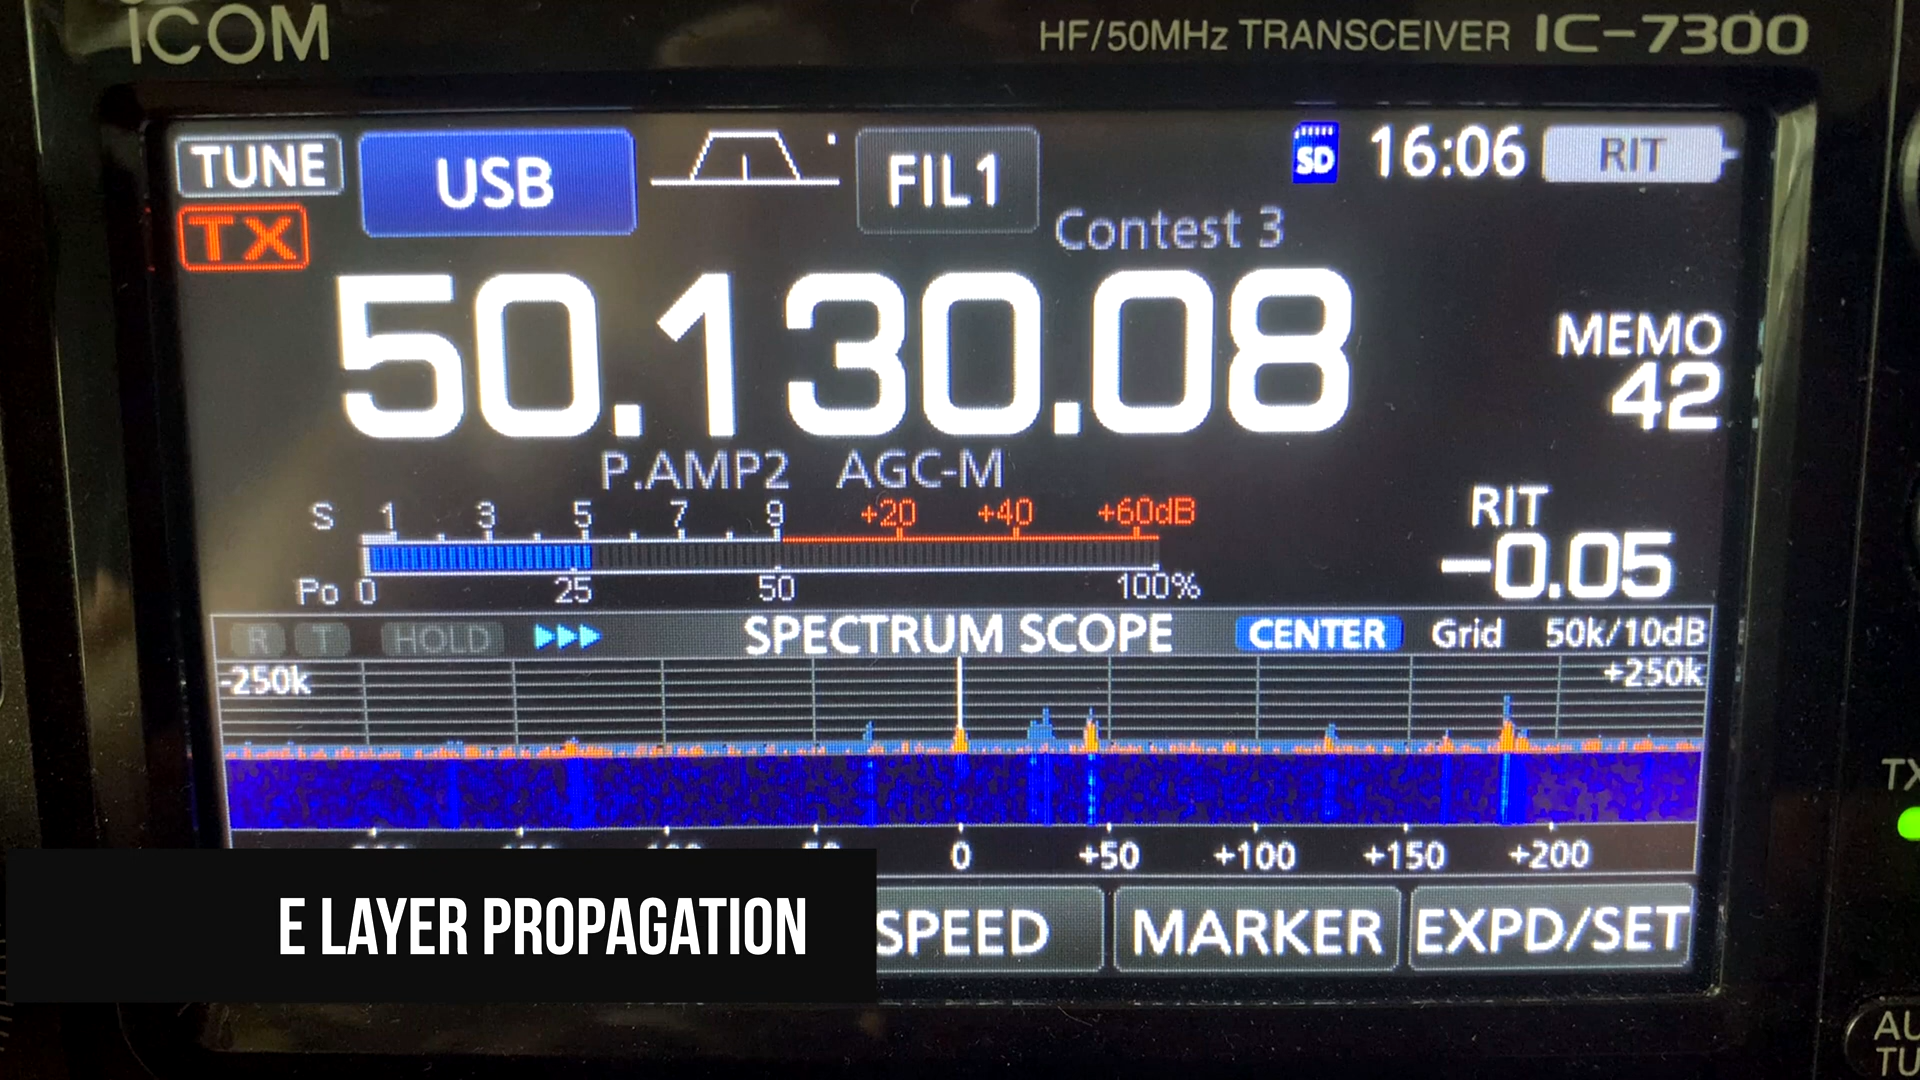 ICOM
HF/50MHz TRANSCEIVER IC-7300
TUNE USB FIL1 SD 16:06 RIT
TX Contest 3
50.130.08
MEMO
42
P.AMP2 AGC-M
S 1 3 5 7 9 +20 +40 +60dB
Po 0 25 50 100%
RIT
-0.05
R T HOLD SPECTRUM SCOPE CENTER Grid 50k/10dB
-250k +250k
0 +50 +100 +150 +200
SPEED MARKER EXPD/SET
E LAYER PROPAGATION
TX
AU
TU